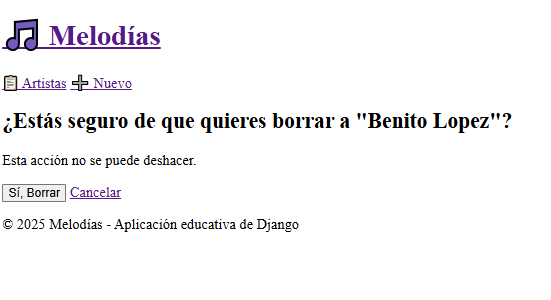 Melodías
Artistas Nuevo
¿Estás seguro de que quieres borrar a "Benito Lopez"?
Esta acción no se puede deshacer.
Sí, Borrar Cancelar
© 2025 Melodías - Aplicación educativa de Django